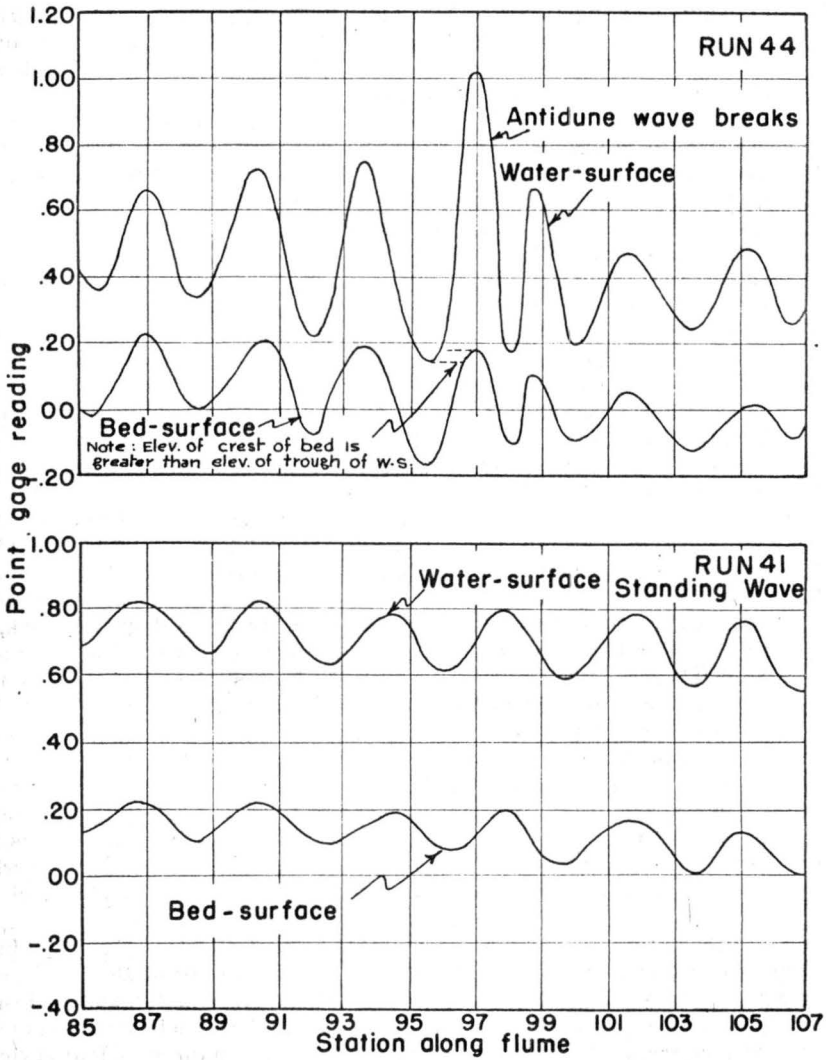 1.20
RUN 44
1.00
Antidune wave breaks
.80
Water-surface
.60
.40
.20
00
Bed-surface
Note: Elev. of crest of bed is
greater than elev. of trough of W.S.
-.20
Point gage reading
1.00
RUN 41
Standing Wave
Water-surface
.80
.60
.40
.20
00
Bed-surface
-.20
-.40
85 87 89 91 93 95 97 99 101 103 105 107
Station along flume